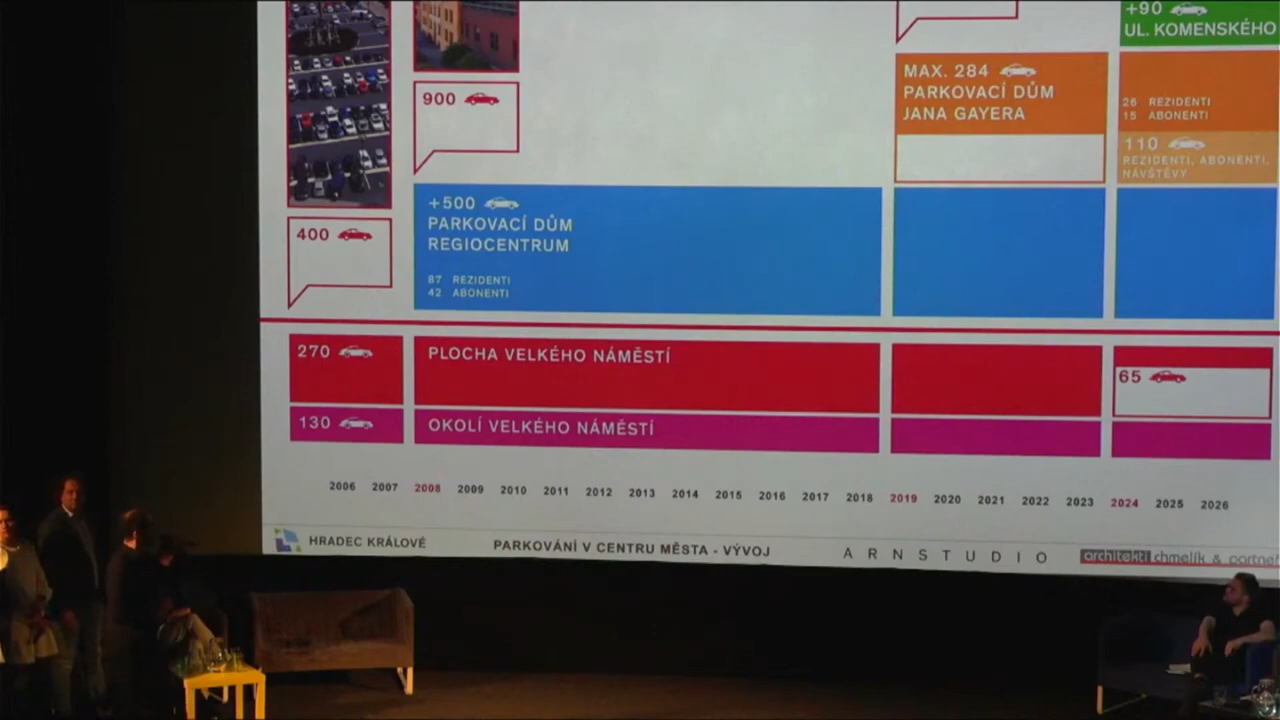 +90
UL. KOMENSKÉHO
900
MAX. 284
PARKOVACÍ DŮM
JANA GAYERA
26 REZIDENTI
15 ABONENTI
110
REZIDENTI, ABONENTI,
NÁVŠTĚVY
400
+500
PARKOVACÍ DŮM
REGIOCENTRUM
87 REZIDENTI
42 ABONENTI
270
PLOCHA VELKÉHO NÁMĚSTÍ
65
130
OKOLÍ VELKÉHO NÁMĚSTÍ
2006 2007 2008 2009 2010 2011 2012 2013 2014 2015 2016 2017 2018 2019 2020 2021 2022 2023 2024 2025 2026
HRADEC KRÁLOVÉ
PARKOVÁNÍ V CENTRU MĚSTA - VÝVOJ
ARNSTUDIO
architekti chmelík & partne